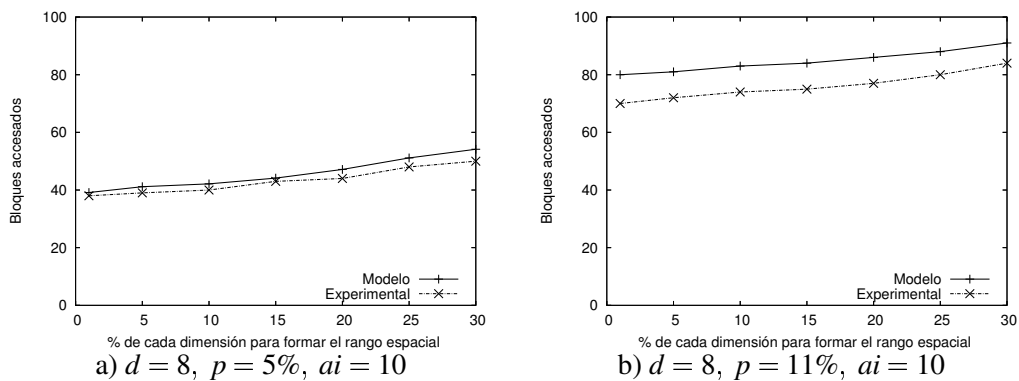 100
80
60
40
20
0
Bloques accesados
Modelo
Experimental
0 5 10 15 20 25 30
% de cada dimensión para formar el rango espacial
a) d = 8, p = 5%, ai = 10
100
80
60
40
20
0
Bloques accesados
Modelo
Experimental
0 5 10 15 20 25 30
% de cada dimensión para formar el rango espacial
b) d = 8, p = 11%, ai = 10